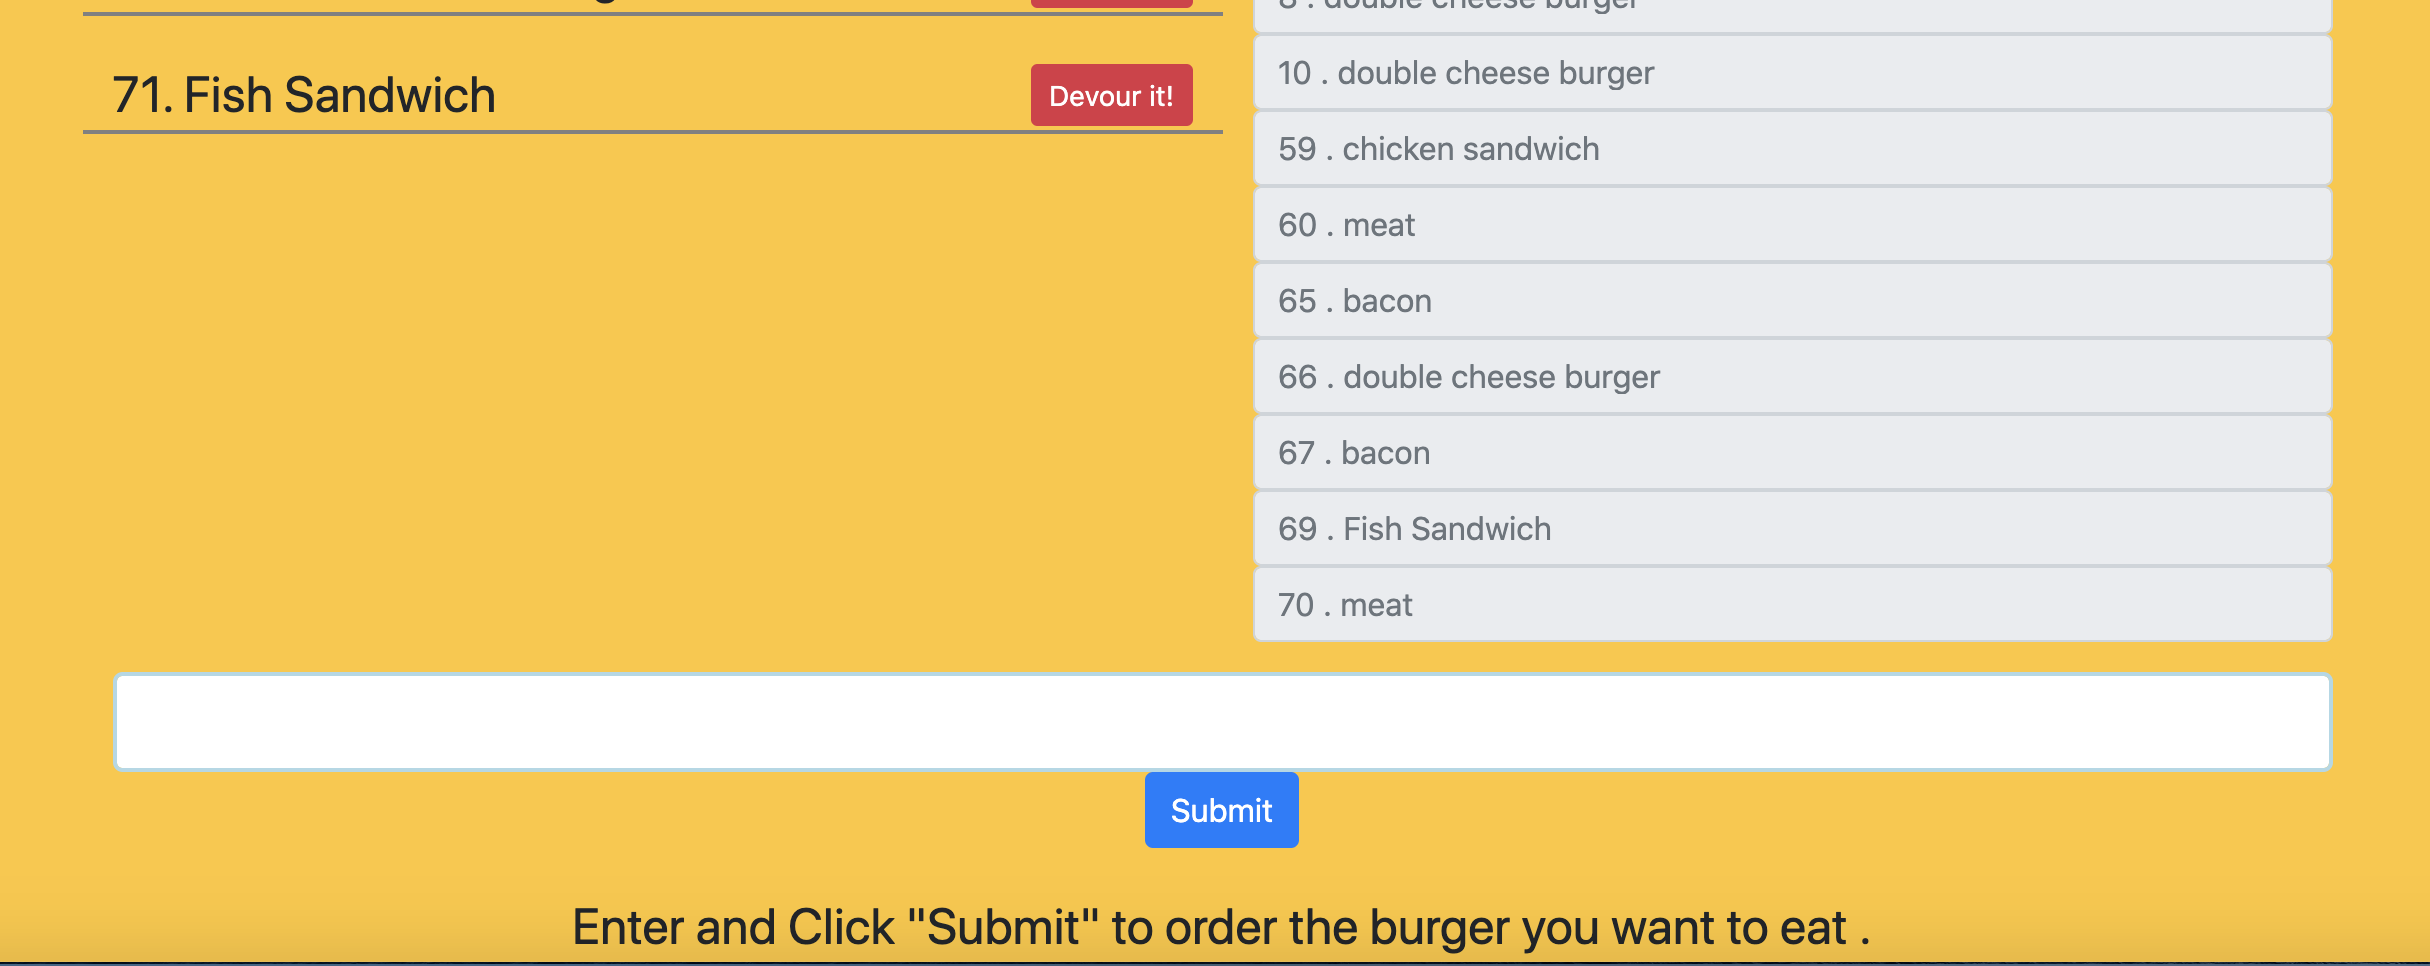 8 . double cheese burger
71. Fish Sandwich
Devour it!
10 . double cheese burger
59 . chicken sandwich
60 . meat
65 . bacon
66 . double cheese burger
67 . bacon
69 . Fish Sandwich
70 . meat
Submit
Enter and Click "Submit" to order the burger you want to eat .